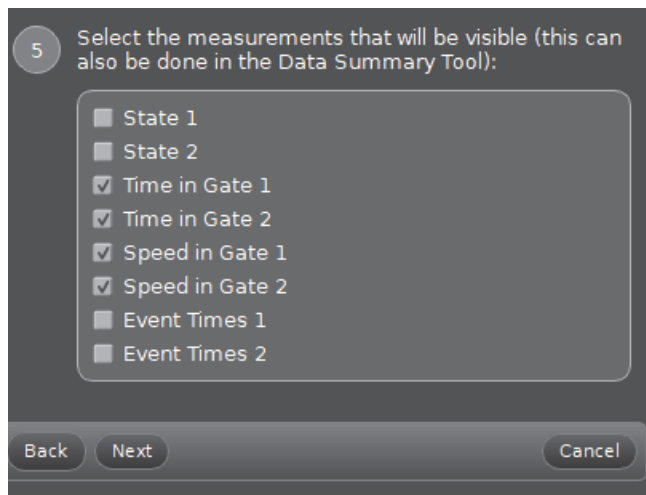 5
Select the measurements that will be visible (this can
also be done in the Data Summary Tool):
State 1
State 2
Time in Gate 1
Time in Gate 2
Speed in Gate 1
Speed in Gate 2
Event Times 1
Event Times 2
Back Next Cancel